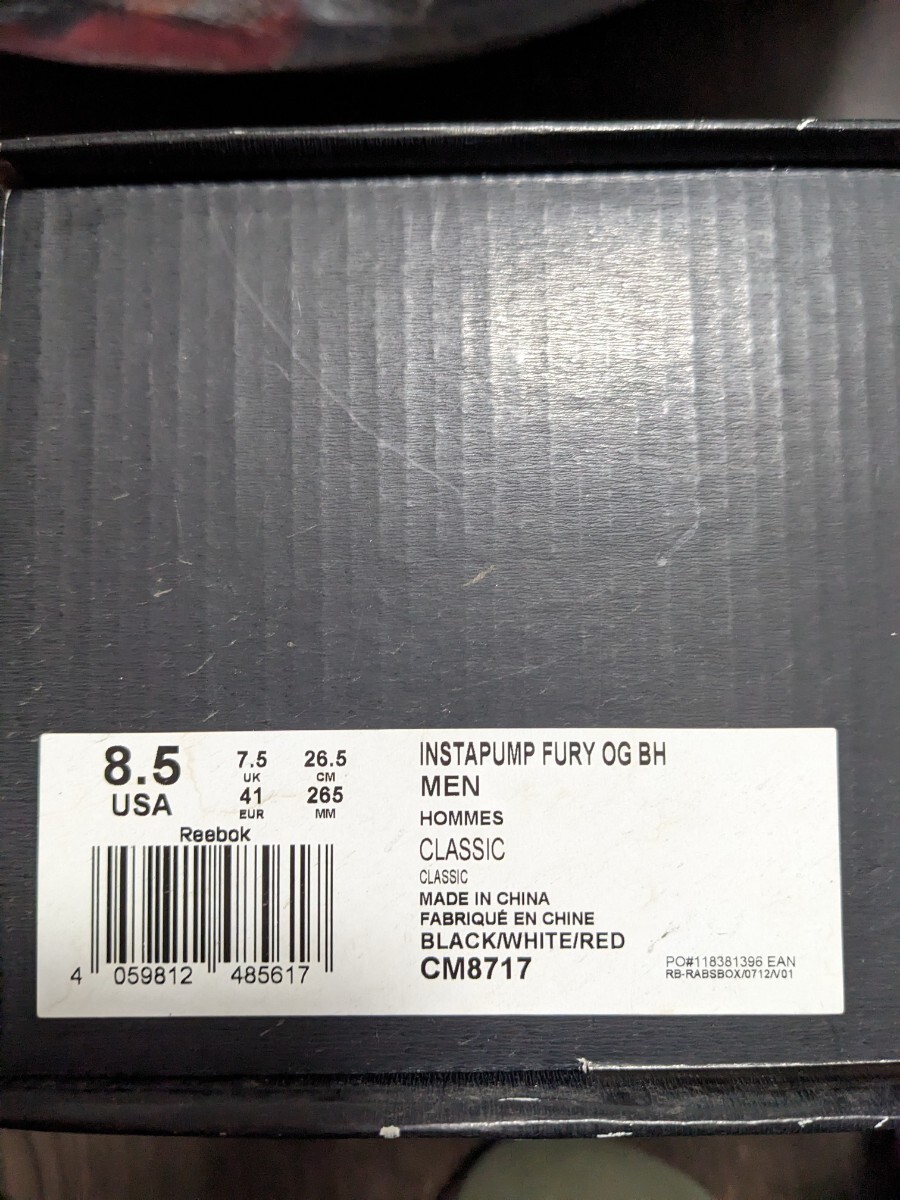 8.5
USA
7.5
UK
41
EUR
26.5
CM
265
MM
Reebok
4 059812 485617
INSTAPUMP FURY OG BH
MEN
HOMMES
CLASSIC
CLASSIC
MADE IN CHINA
FABRIQUÉ EN CHINE
BLACK/WHITE/RED
CM8717
PO#118381396 EAN
RB-RABSBOX/0712/V01